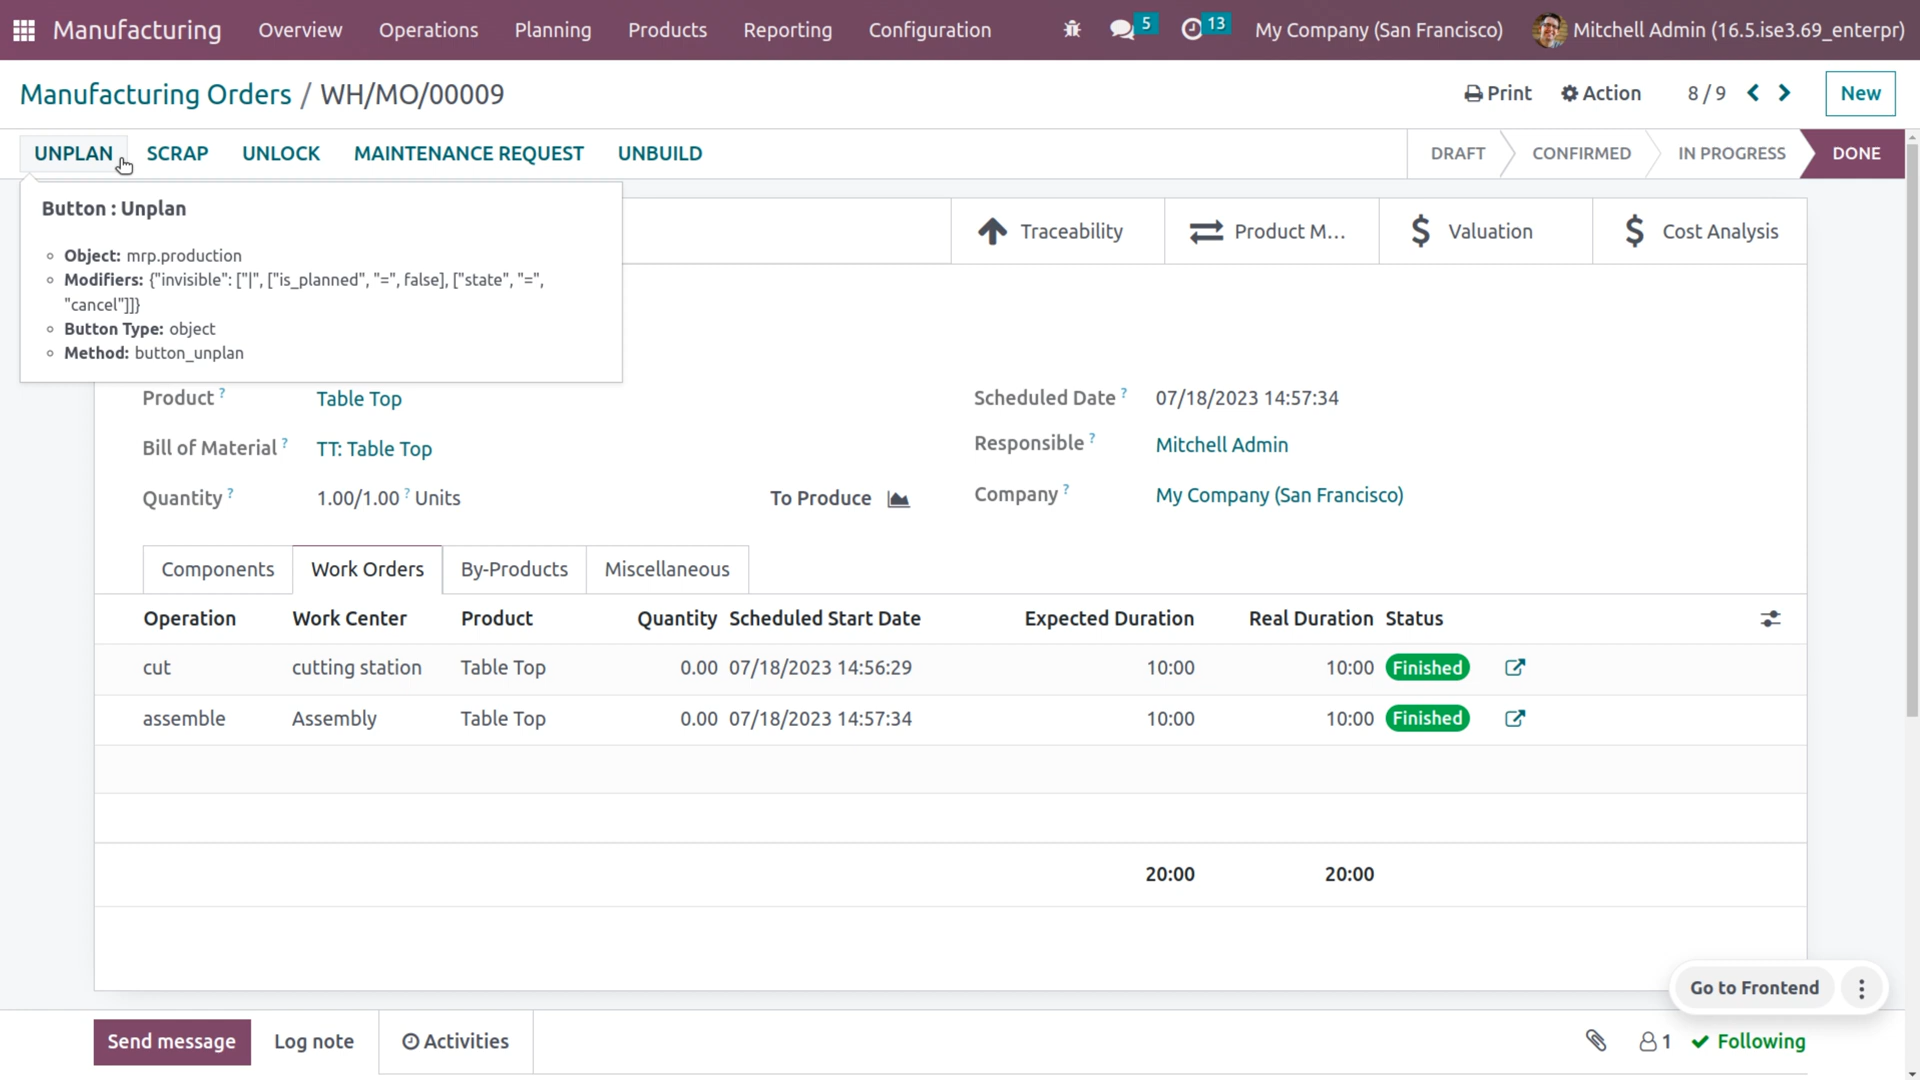 Manufacturing Overview Operations Planning Products Reporting Configuration 5 13 My Company (San Francisco) Mitchell Admin (16.5.ise3.69_enterpr)
Manufacturing Orders / WH/MO/00009 Print Action 8 / 9 New
UNPLAN SCRAP UNLOCK MAINTENANCE REQUEST UNBUILD DRAFT CONFIRMED IN PROGRESS DONE
Button : Unplan
Object: mrp.production
Modifiers: {"invisible": ["|", ["is_planned", "=", false], ["state", "=",
"cancel"]]}
Button Type: object
Method: button_unplan
Traceability Product M... $ Valuation $ Cost Analysis
Product ? Table Top Scheduled Date ? 07/18/2023 14:57:34
Bill of Material ? TT: Table Top Responsible ? Mitchell Admin
Quantity ? 1.00/1.00 ? Units To Produce Company ? My Company (San Francisco)
Components Work Orders By-Products Miscellaneous
Operation Work Center Product Quantity Scheduled Start Date Expected Duration Real Duration Status
cut cutting station Table Top 0.00 07/18/2023 14:56:29 10:00 10:00 Finished
assemble Assembly Table Top 0.00 07/18/2023 14:57:34 10:00 10:00 Finished
20:00 20:00
Go to Frontend
Send message Log note Activities 1 Following